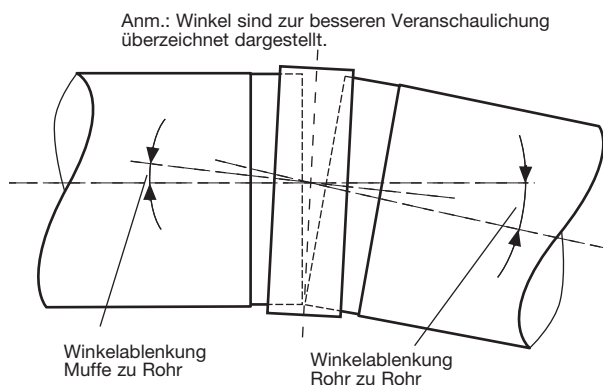 Anm.: Winkel sind zur besseren Veranschaulichung
überzeichnet dargestellt.
Winkelablenkung
Muffe zu Rohr
Winkelablenkung
Rohr zu Rohr